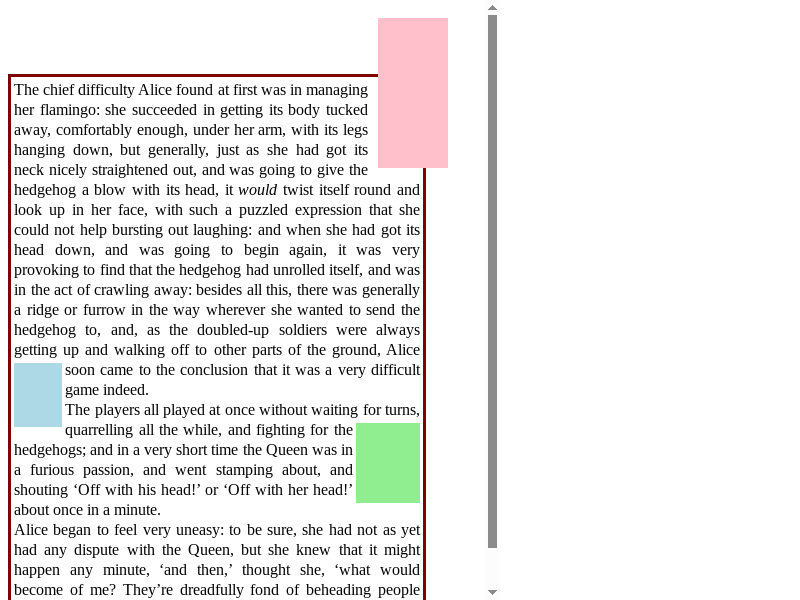 The chief difficulty Alice found at first was in managing
her flamingo: she succeeded in getting its body tucked
away, comfortably enough, under her arm, with its legs
hanging down, but generally, just as she had got its
neck nicely straightened out, and was going to give the
hedgehog a blow with its head, it would twist itself round and
look up in her face, with such a puzzled expression that she
could not help bursting out laughing: and when she had got its
head down, and was going to begin again, it was very
provoking to find that the hedgehog had unrolled itself, and was
in the act of crawling away: besides all this, there was generally
a ridge or furrow in the way wherever she wanted to send the
hedgehog to, and, as the doubled-up soldiers were always
getting up and walking off to other parts of the ground, Alice
soon came to the conclusion that it was a very difficult
game indeed.
The players all played at once without waiting for turns,
quarrelling all the while, and fighting for the
hedgehogs; and in a very short time the Queen was in
a furious passion, and went stamping about, and
shouting ‘Off with his head!’ or ‘Off with her head!’
about once in a minute.
Alice began to feel very uneasy: to be sure, she had not as yet
had any dispute with the Queen, but she knew that it might
happen any minute, ‘and then,’ thought she, ‘what would
become of me? They’re dreadfully fond of beheading people